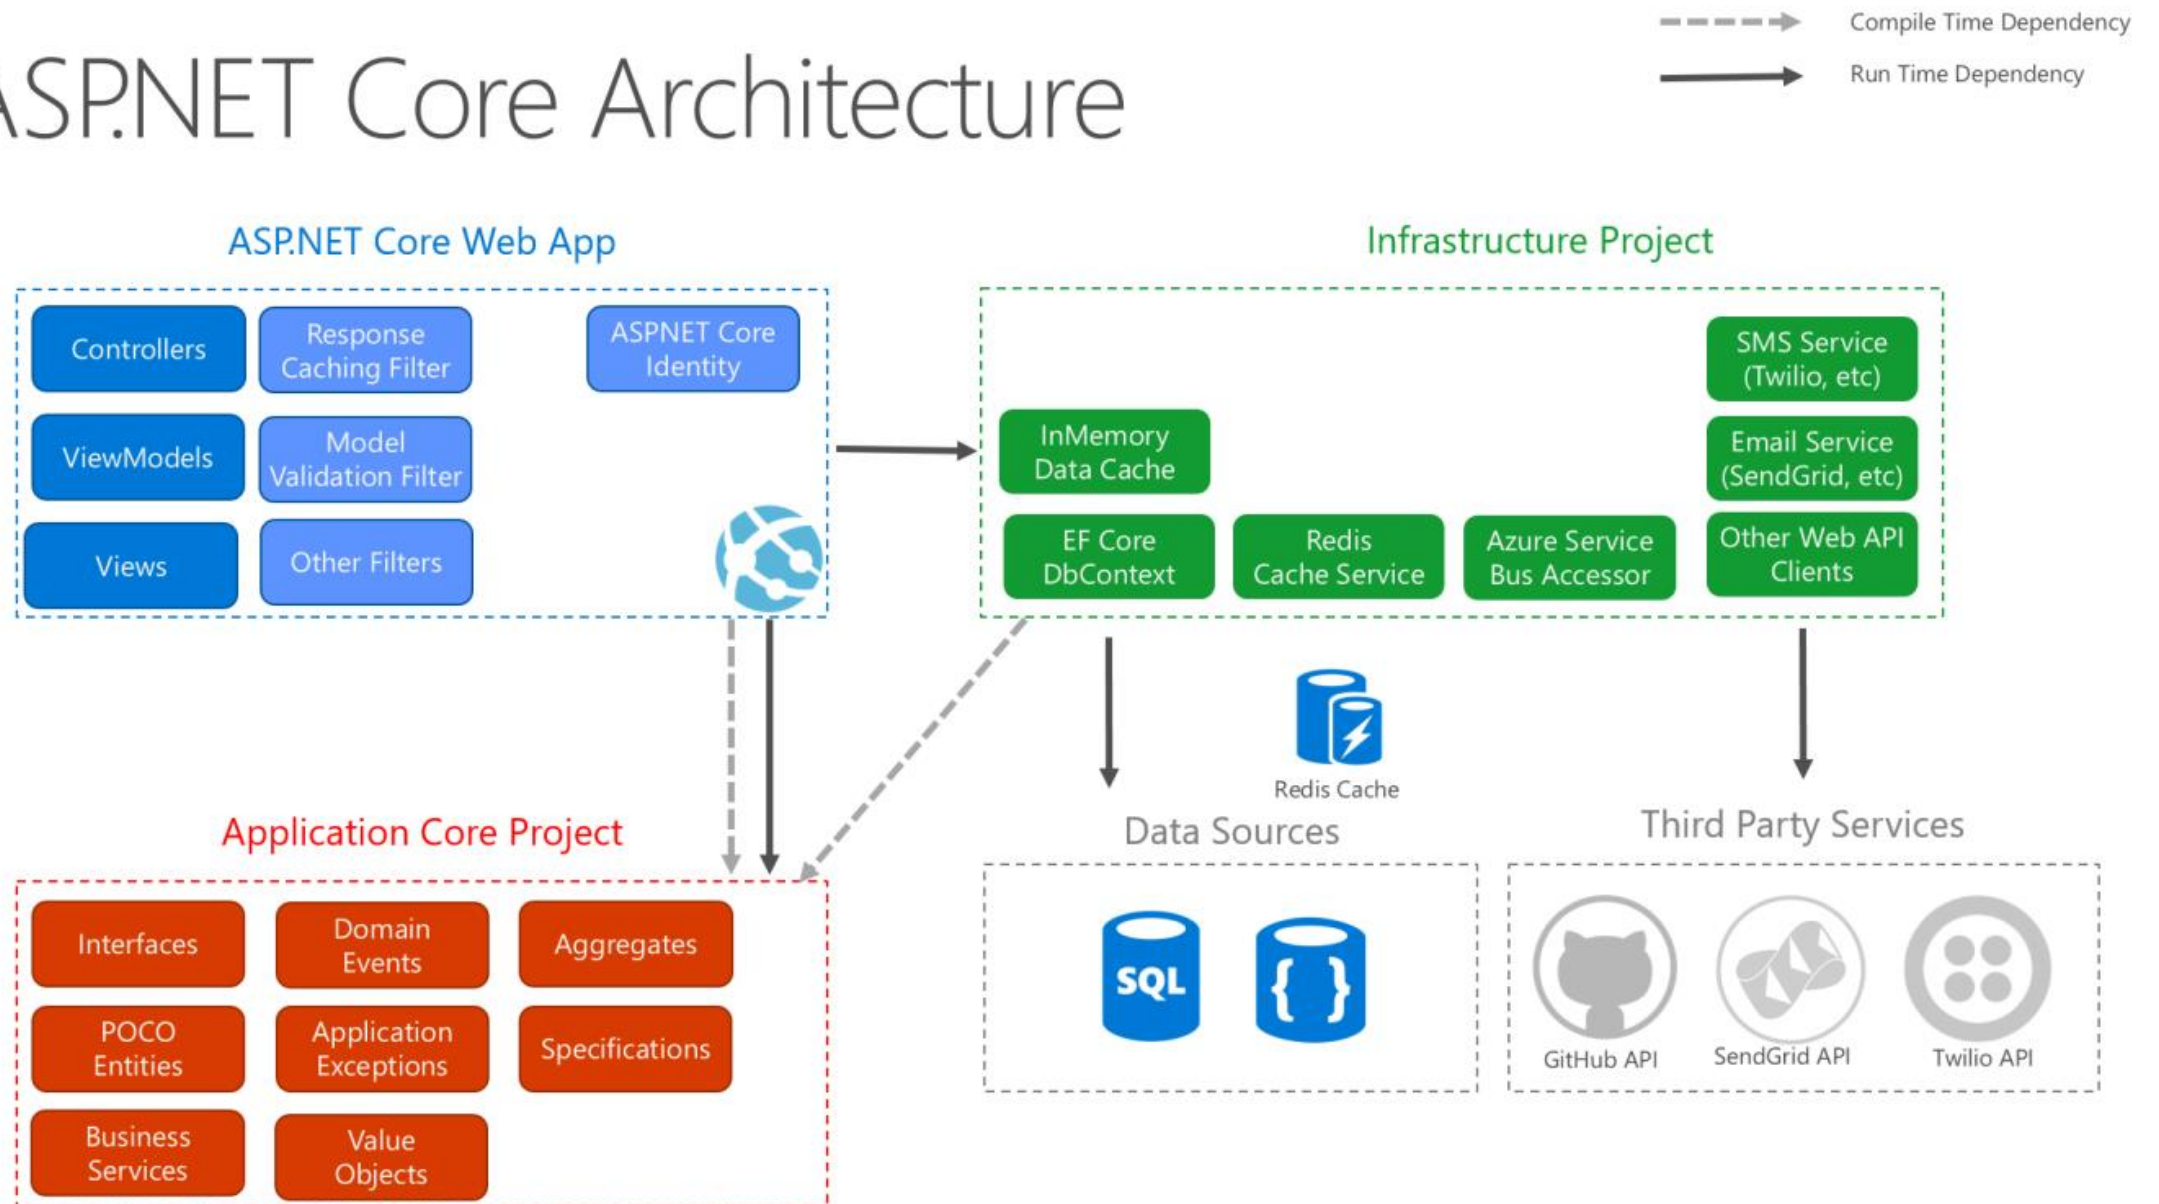 Compile Time Dependency
Run Time Dependency
ASP.NET Core Architecture
ASP.NET Core Web App
Controllers
Response
Caching Filter
ASPNET Core
Identity
ViewModels
Model
Validation Filter
Views
Other Filters
Infrastructure Project
SMS Service
(Twilio, etc)
InMemory
Data Cache
Email Service
(SendGrid, etc)
EF Core
DbContext
Redis
Cache Service
Azure Service
Bus Accessor
Other Web API
Clients
Redis Cache
Application Core Project
Interfaces
Domain
Events
Aggregates
POCO
Entities
Application
Exceptions
Specifications
Business
Services
Value
Objects
Data Sources
SQL
{ }
Third Party Services
GitHub API
SendGrid API
Twilio API